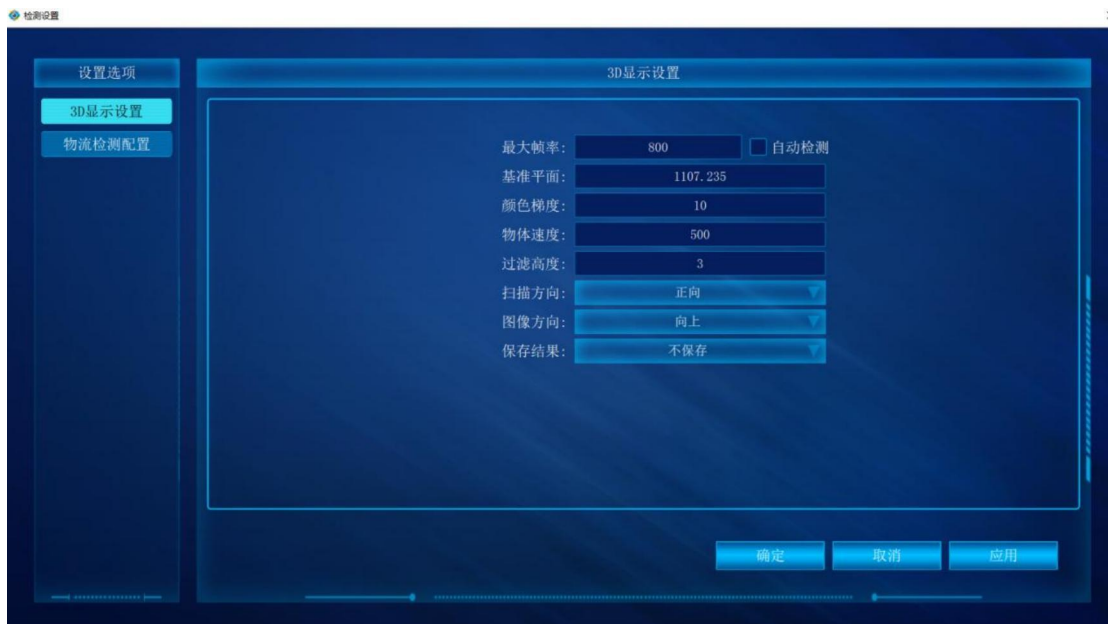 检测设置
设置选项
3D显示设置
物流检测配置
3D显示设置
最大帧率: 800 自动检测
基准平面: 1107.235
颜色梯度: 10
物体速度: 500
过滤高度: 3
扫描方向: 正向
图像方向: 向上
保存结果: 不保存
确定 取消 应用